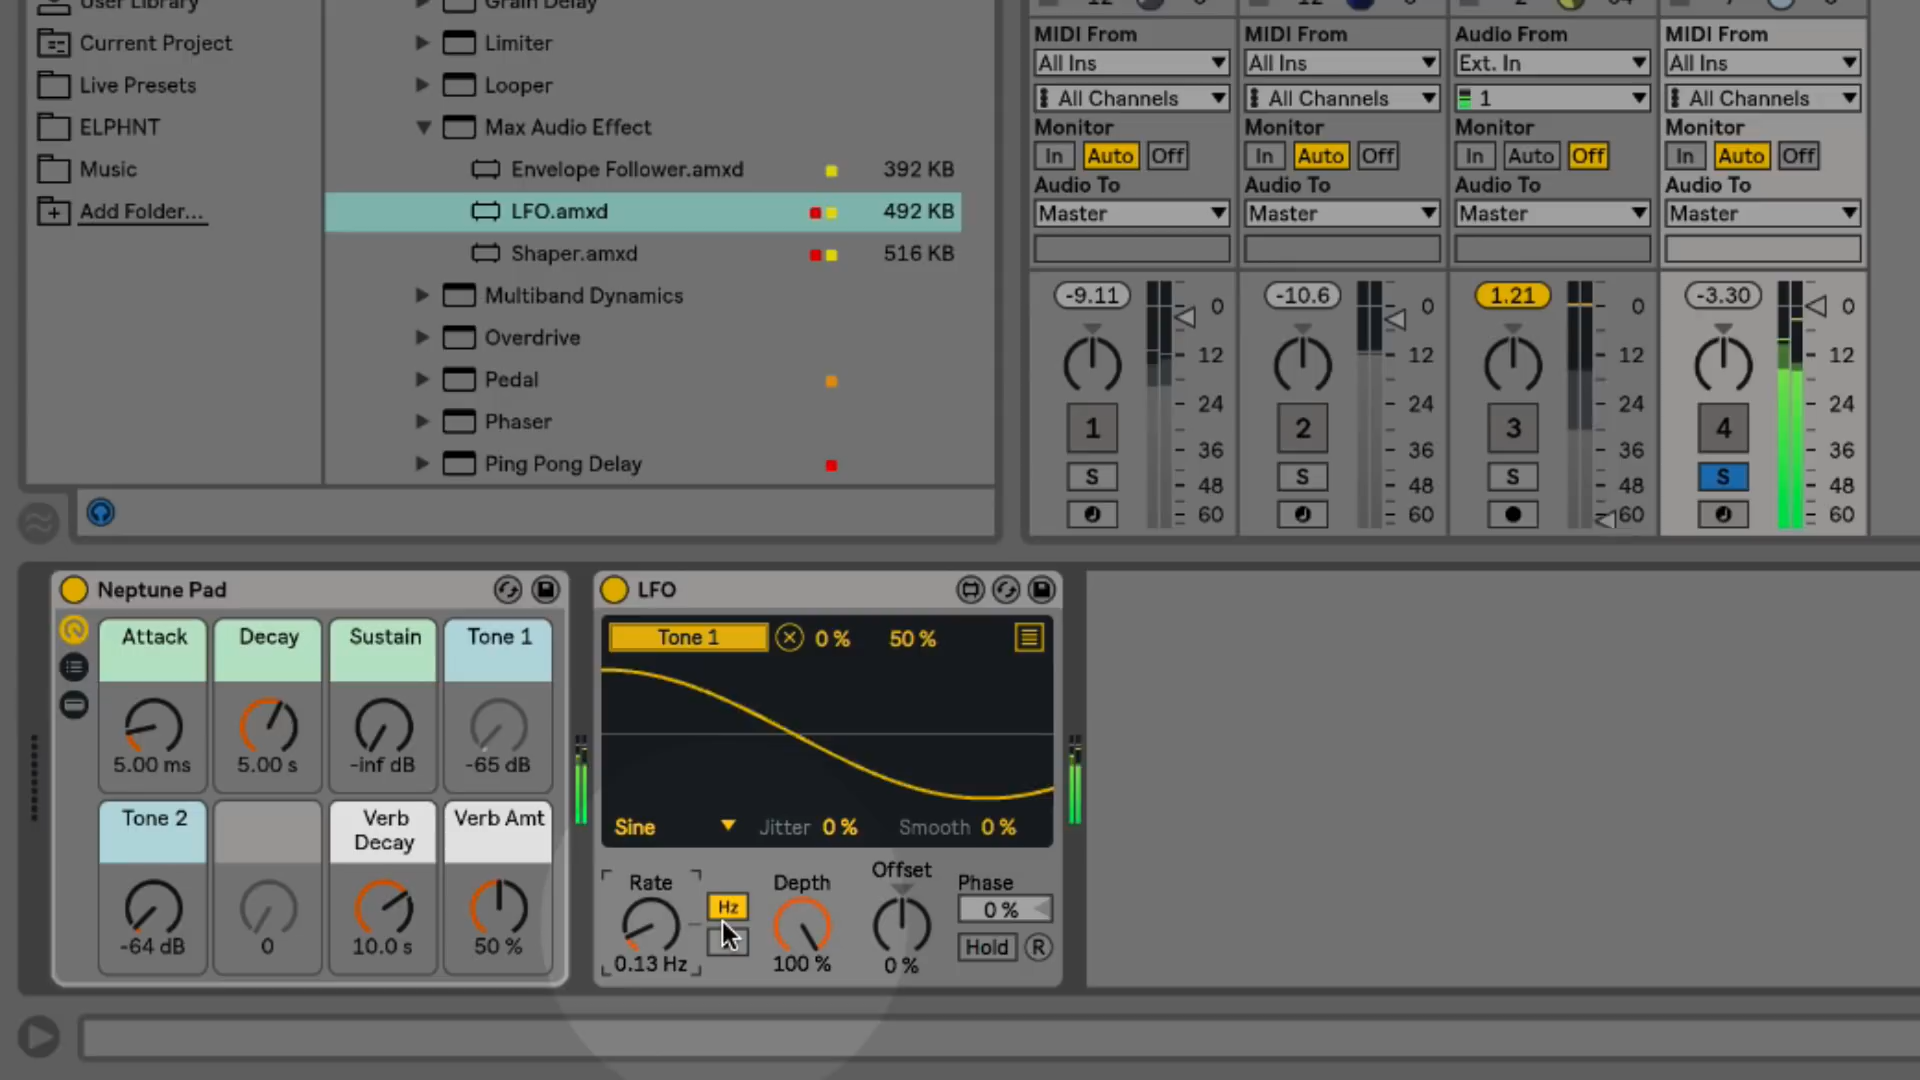 User Library
Current Project
Live Presets
ELPHNT
Music
Add Folder...
Grain Delay
Limiter
Looper
Max Audio Effect
Envelope Follower.amxd 392 KB
LFO.amxd 492 KB
Shaper.amxd 516 KB
Multiband Dynamics
Overdrive
Pedal
Phaser
Ping Pong Delay
MIDI From MIDI From Audio From MIDI From
All Ins All Ins Ext. In All Ins
All Channels All Channels 1 All Channels
Monitor Monitor Monitor Monitor
In Auto Off In Auto Off In Auto Off In Auto Off
Audio To Audio To Audio To Audio To
Master Master Master Master
-9.11 0 -10.6 0 1.21 0 -3.30 0
12 12 12 12
24 24 24 24
1 2 3 4
36 36 36 36
S S S S
48 48 48 48
60 60 60 60
Neptune Pad
Attack Decay Sustain Tone 1
5.00 ms 5.00 s -inf dB -65 dB
Tone 2 Verb Decay Verb Amt
-64 dB 0 10.0 s 50 %
LFO
Tone 1 0 % 50 %
Sine Jitter 0 % Smooth 0 %
Rate Depth Offset Phase
Hz 0 %
Hold R
0.13 Hz 100 % 0 %